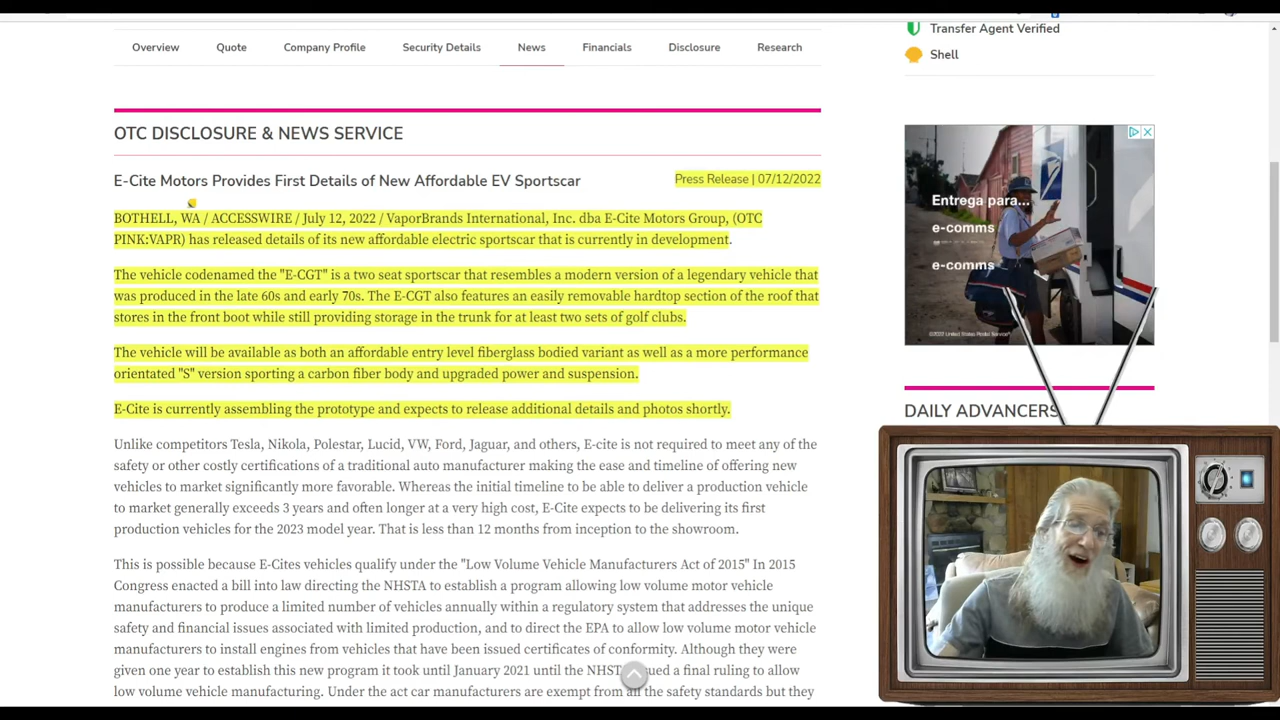 Overview Quote Company Profile Security Details News Financials Disclosure Research
Transfer Agent Verified
Shell
OTC DISCLOSURE & NEWS SERVICE
E-Cite Motors Provides First Details of New Affordable EV Sportscar
Press Release | 07/12/2022
BOTHELL, WA / ACCESSWIRE / July 12, 2022 / VaporBrands International, Inc. dba E-Cite Motors Group, (OTC
PINK:VAPR) has released details of its new affordable electric sportscar that is currently in development.
The vehicle codenamed the "E-CGT" is a two seat sportscar that resembles a modern version of a legendary vehicle that
was produced in the late 60s and early 70s. The E-CGT also features an easily removable hardtop section of the roof that
stores in the front boot while still providing storage in the trunk for at least two sets of golf clubs.
The vehicle will be available as both an affordable entry level fiberglass bodied variant as well as a more performance
orientated "S" version sporting a carbon fiber body and upgraded power and suspension.
E-Cite is currently assembling the prototype and expects to release additional details and photos shortly.
Unlike competitors Tesla, Nikola, Polestar, Lucid, VW, Ford, Jaguar, and others, E-cite is not required to meet any of the
safety or other costly certifications of a traditional auto manufacturer making the ease and timeline of offering new
vehicles to market significantly more favorable. Whereas the initial timeline to be able to deliver a production vehicle
to market generally exceeds 3 years and often longer at a very high cost, E-Cite expects to be delivering its first
production vehicles for the 2023 model year. That is less than 12 months from inception to the showroom.
This is possible because E-Cites vehicles qualify under the "Low Volume Vehicle Manufacturers Act of 2015" In 2015
Congress enacted a bill into law directing the NHSTA to establish a program allowing low volume motor vehicle
manufacturers to produce a limited number of vehicles annually within a regulatory system that addresses the unique
safety and financial issues associated with limited production, and to direct the EPA to allow low volume motor vehicle
manufacturers to install engines from vehicles that have been issued certificates of conformity. Although they were
given one year to establish this new program it took until January 2021 until the a final ruling to allow
low volume vehicle manufacturing. Under the act car manufacturers are exempt from all the safety standards but they
Entrega para...
e-comms
e-comms
©2022 United States Postal Service
DAILY ADVANCERS